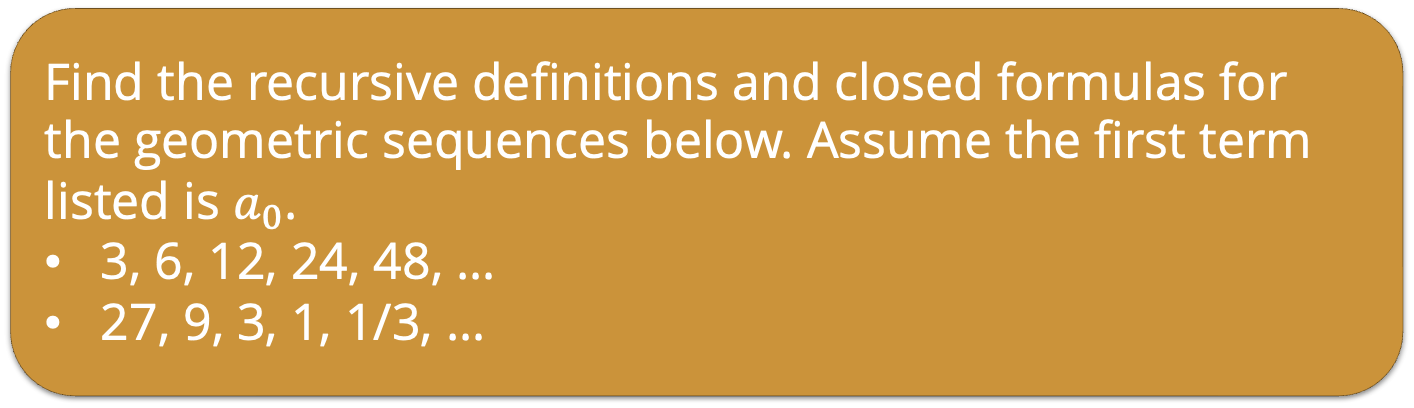 Find the recursive definitions and closed formulas for
the geometric sequences below. Assume the first term
listed is a₀.
• 3, 6, 12, 24, 48, ...
• 27, 9, 3, 1, 1/3, ...